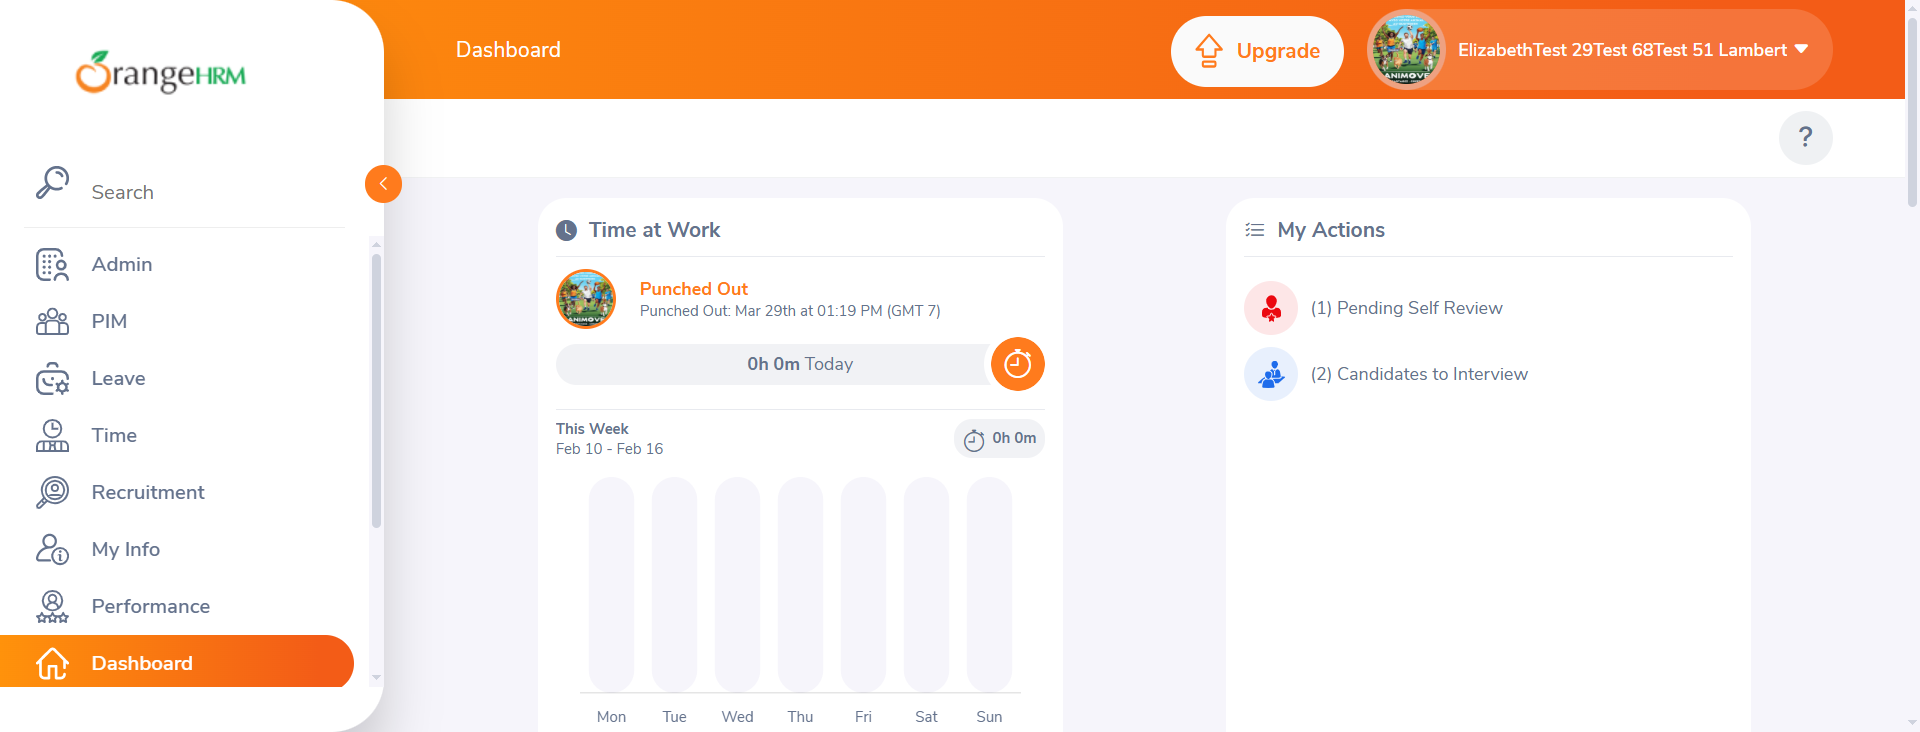 OrangeHRM
Search
Admin
PIM
Leave
Time
Recruitment
My Info
Performance
Dashboard
Dashboard
Upgrade
ElizabethTest 29Test 68Test 51 Lambert
ANIMOVE
?
Time at Work
ANIMOVE
Punched Out
Punched Out: Mar 29th at 01:19 PM (GMT 7)
0h 0m Today
This Week
Feb 10 - Feb 16
0h 0m
Mon Tue Wed Thu Fri Sat Sun
My Actions
(1) Pending Self Review
(2) Candidates to Interview